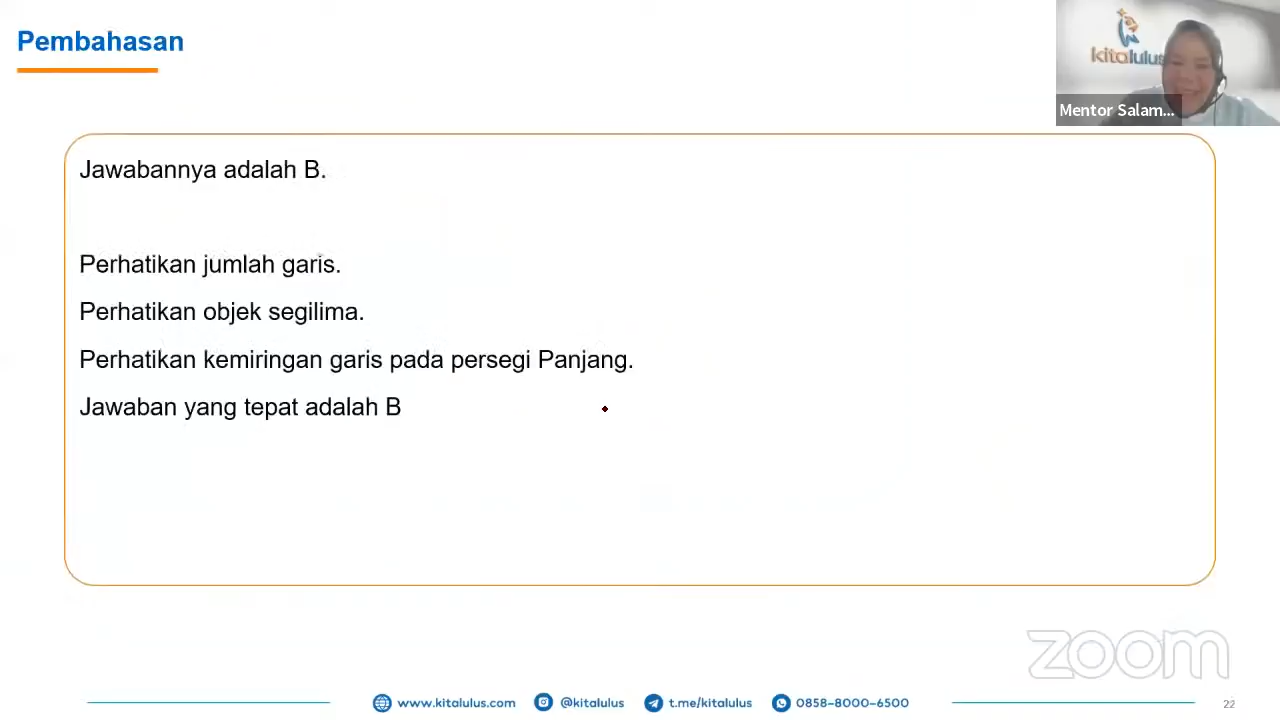 Pembahasan
kitalulus
Mentor Salam...
Jawabannya adalah B.
Perhatikan jumlah garis.
Perhatikan objek segilima.
Perhatikan kemiringan garis pada persegi Panjang.
Jawaban yang tepat adalah B
zoom
www.kitalulus.com @kitalulus t.me/kitalulus 0858-8000-6500 22